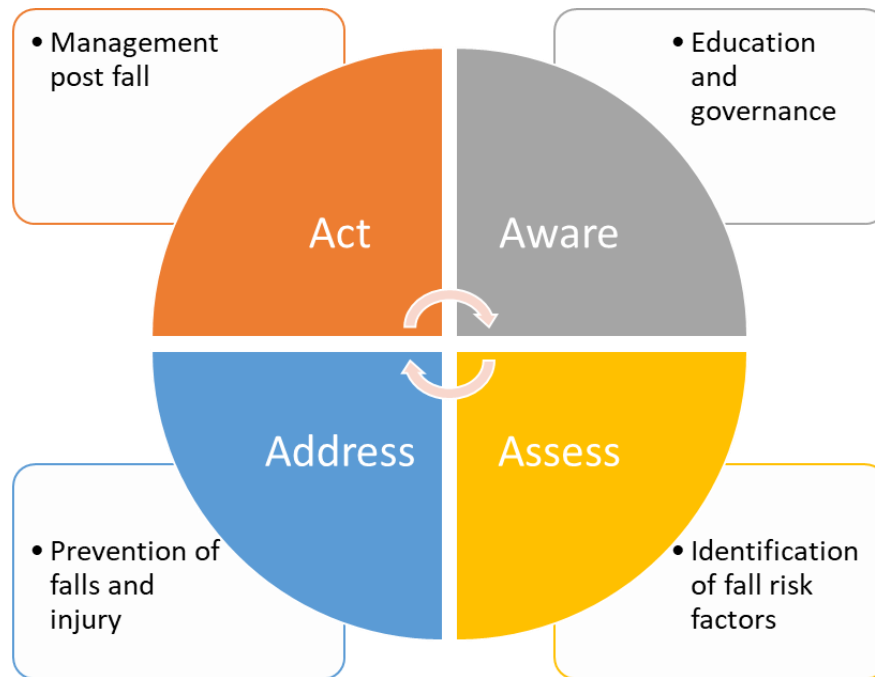 • Management
post fall
• Education
and
governance
Act
Aware
Address
Assess
• Prevention of
falls and
injury
• Identification
of fall risk
factors